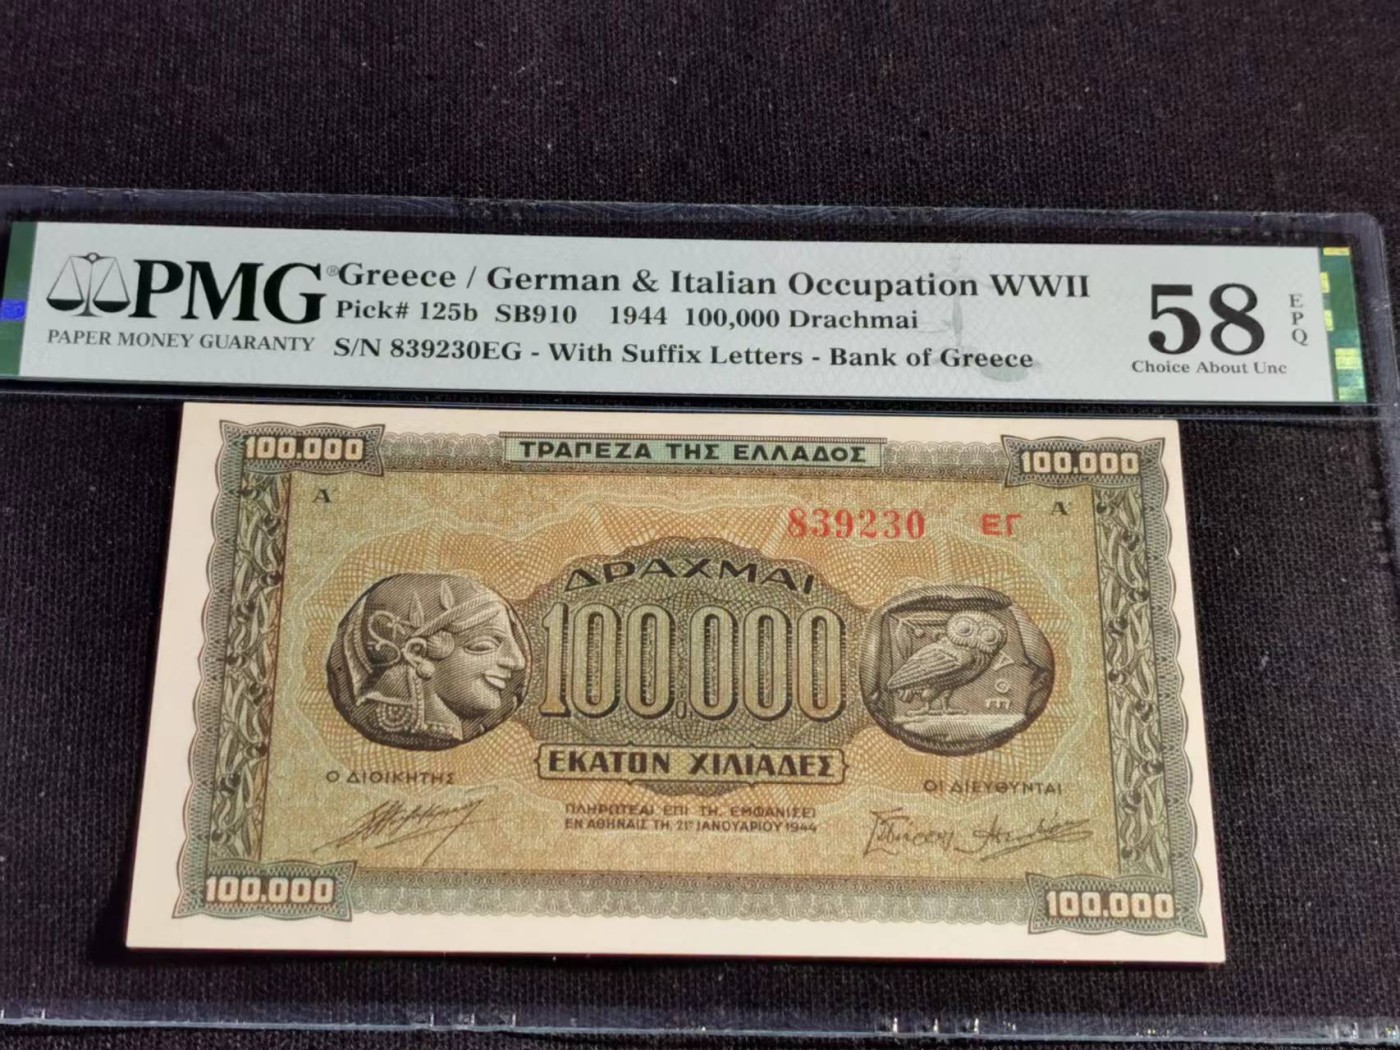 PMG®
PAPER MONEY GUARANTY
Greece / German & Italian Occupation WWII
Pick# 125b SB910 1944 100,000 Drachmai
S/N 839230EG - With Suffix Letters - Bank of Greece
58
EPQ
Choice About Unc
100.000
ΤΡΑΠΕΖΑ ΤΗΣ ΕΛΛΑΔΟΣ
100.000
Α
839230 ΕΓ
Α
ΔΡΑΧΜΑΙ
100,000
ΑΘΕ
ΕΚΑΤΟΝ ΧΙΛΙΑΔΕΣ
Ο ΔΙΟΙΚΗΤΗΣ
ΟΙ ΔΙΕΥΘΥΝΤΑΙ
ΠΛΗΡΩΤΕΑΙ ΕΠΙ ΤΗ, ΕΜΦΑΝΙΣΕΙ
ΕΝ ΑΘΗΝΑΙΣ ΤΗ, 21ῃ ΙΑΝΟΥΑΡΙΟΥ 1944
100.000
100.000